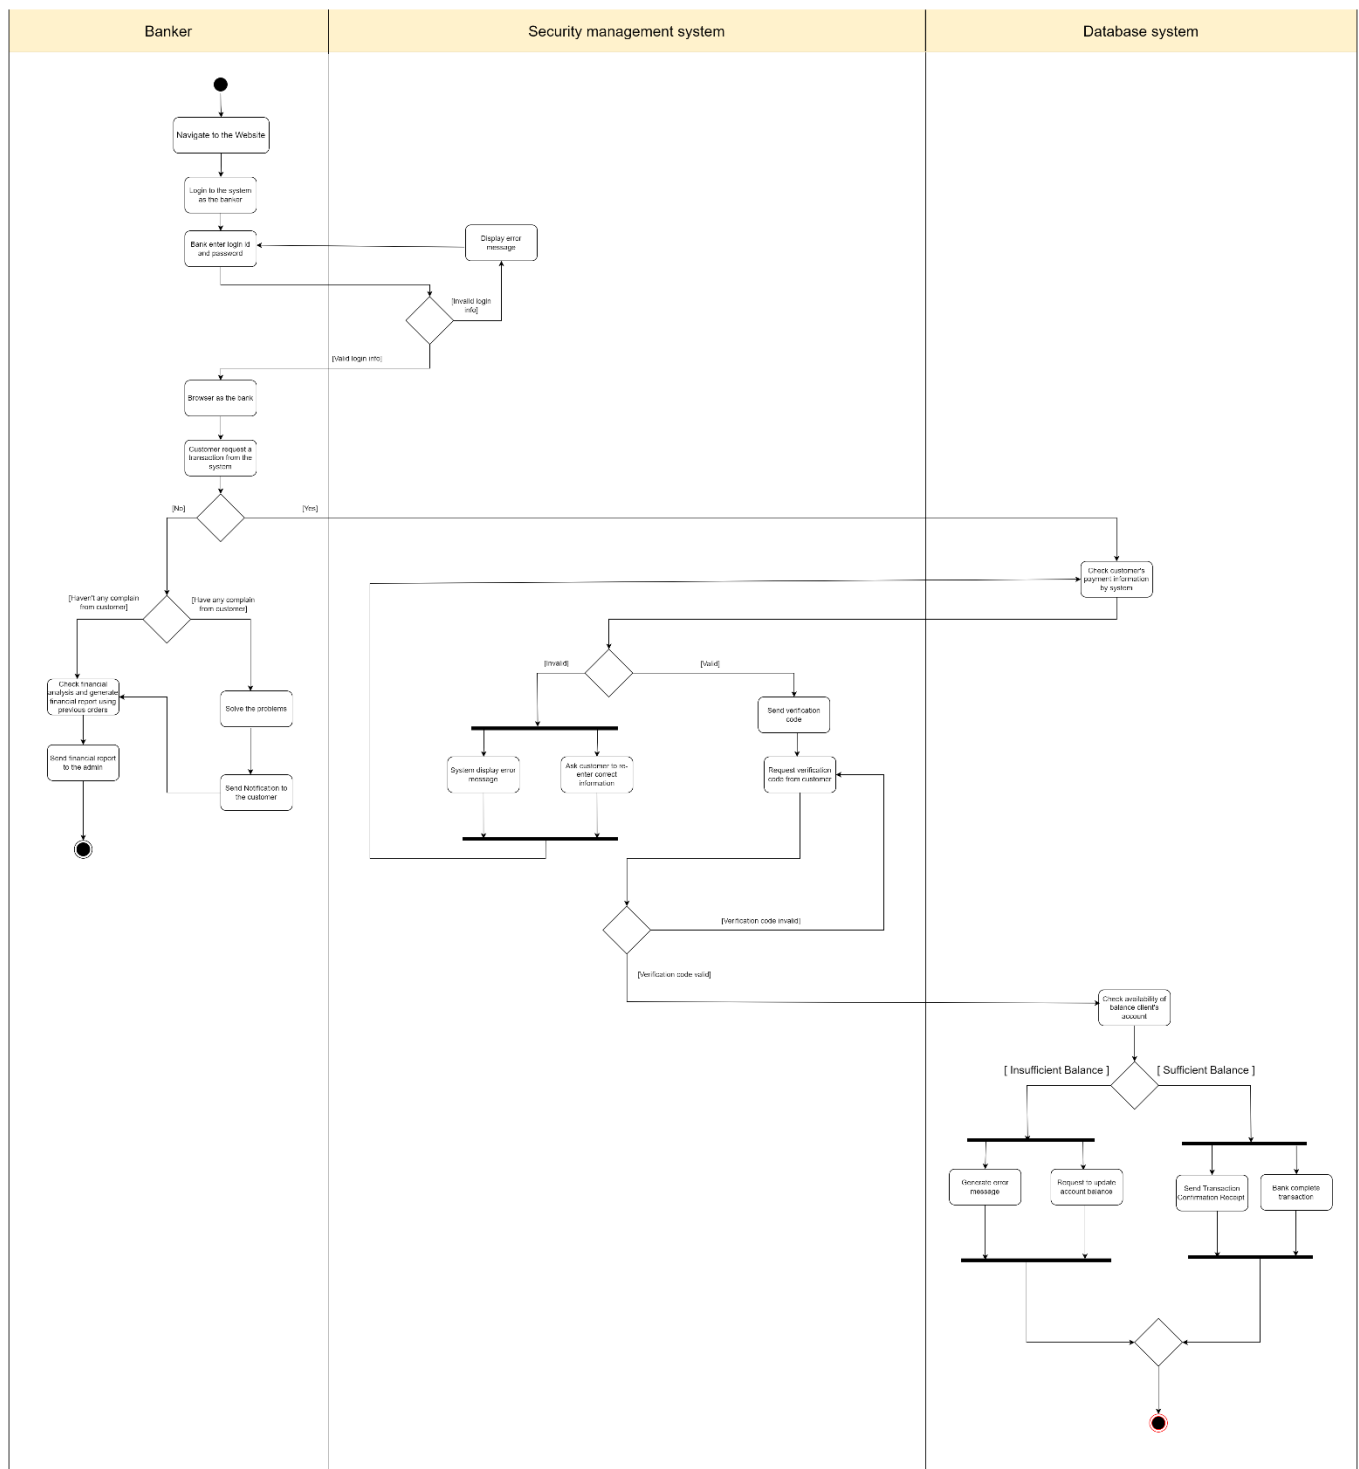 Banker
Security management system
Database system
Navigate to the Website
Login to the system
as the banker
Bank enter login id
and password
Display error
message
[Invalid login
info]
[Valid login info]
Browser as the bank
Customer request a
transaction from the
system
[No]
[Yes]
Check customer's
payment information
by system
[Haven't any complain
from customer]
[Have any complain
from customer]
[Invalid]
[Valid]
Check financial
analysis and generate
financial report using
previous orders
Solve the problems
Send verification
code
Send financial report
to the admin
System display error
message
Ask customer to re-
enter correct
information
Request verification
code from customer
Send Notification to
the customer
[Verification code invalid]
[Verification code valid]
Check availability of
balance client's
account
[ Insufficient Balance ]
[ Sufficient Balance ]
Generate error
message
Request to update
account balance
Send Transaction
Confirmation Receipt
Bank complete
transaction